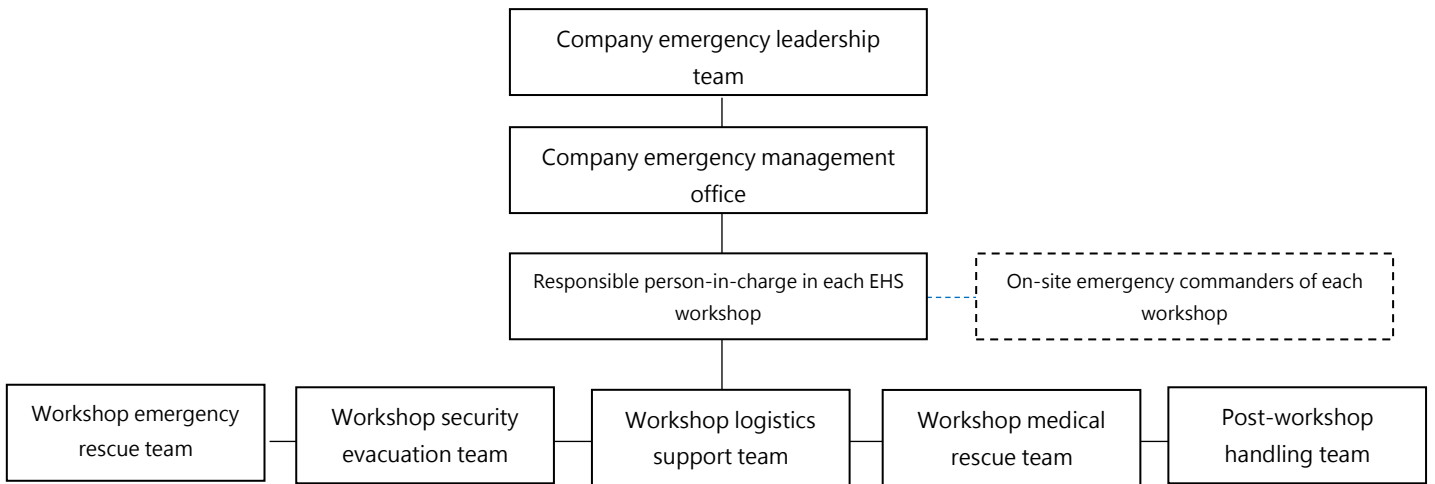 Company emergency leadership
team
Company emergency management
office
Responsible person-in-charge in each EHS
workshop
On-site emergency commanders of each
workshop
Workshop emergency
rescue team
Workshop security
evacuation team
Workshop logistics
support team
Workshop medical
rescue team
Post-workshop
handling team